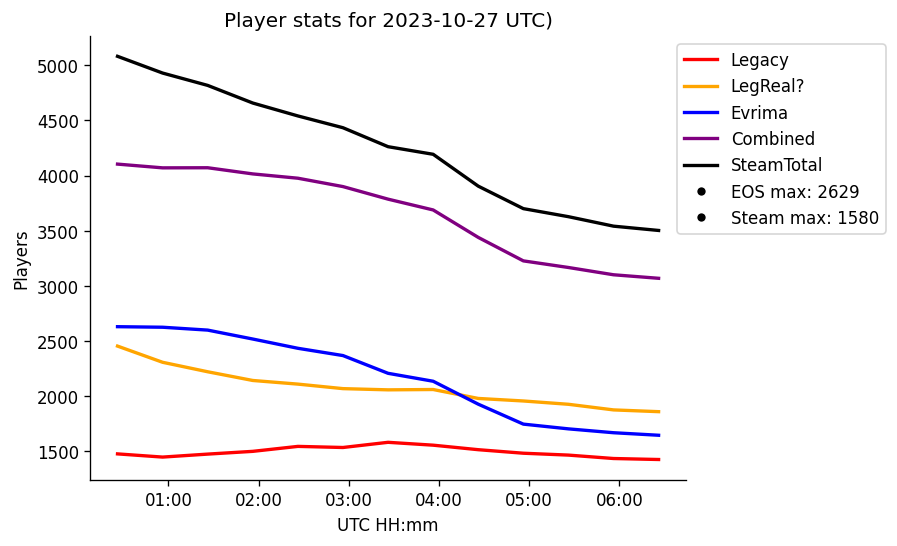 Player stats for 2023-10-27 UTC)
Legacy
LegReal?
Evrima
Combined
SteamTotal
EOS max: 2629
Steam max: 1580
5000
4500
4000
3500
3000
2500
2000
1500
Players
01:00 02:00 03:00 04:00 05:00 06:00
UTC HH:mm